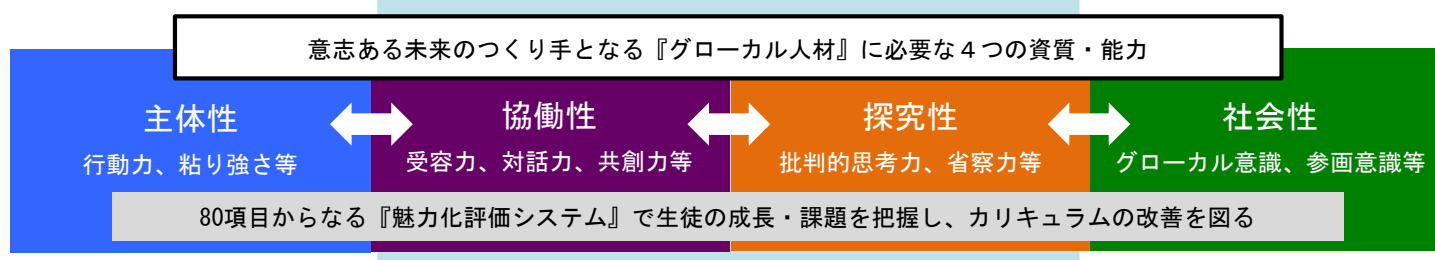 意志ある未来のつくり手となる『グローカル人材』に必要な４つの資質・能力
主体性
行動力、粘り強さ等
協働性
受容力、対話力、共創力等
探究性
批判的思考力、省察力等
社会性
グローカル意識、参画意識等
80項目からなる『魅力化評価システム』で生徒の成長・課題を把握し、カリキュラムの改善を図る